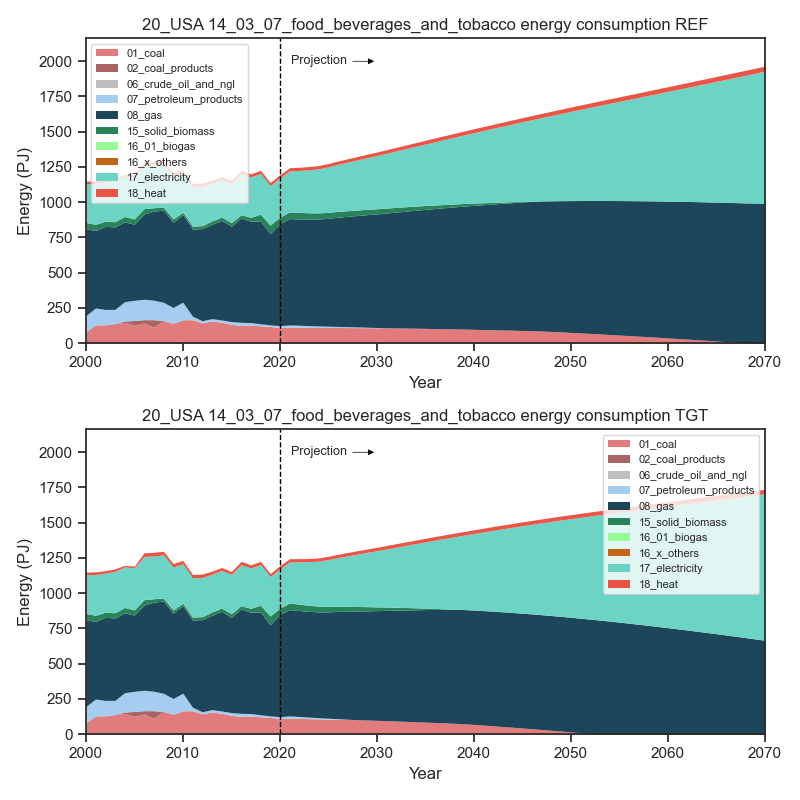 20_USA 14_03_07_food_beverages_and_tobacco energy consumption REF
Energy (PJ)
2000
1750
1500
1250
1000
750
500
250
0
01_coal
02_coal_products
06_crude_oil_and_ngl
07_petroleum_products
08_gas
15_solid_biomass
16_01_biogas
16_x_others
17_electricity
18_heat
Projection
2000 2010 2020 2030 2040 2050 2060 2070
Year
20_USA 14_03_07_food_beverages_and_tobacco energy consumption TGT
Energy (PJ)
2000
1750
1500
1250
1000
750
500
250
0
Projection
01_coal
02_coal_products
06_crude_oil_and_ngl
07_petroleum_products
08_gas
15_solid_biomass
16_01_biogas
16_x_others
17_electricity
18_heat
2000 2010 2020 2030 2040 2050 2060 2070
Year